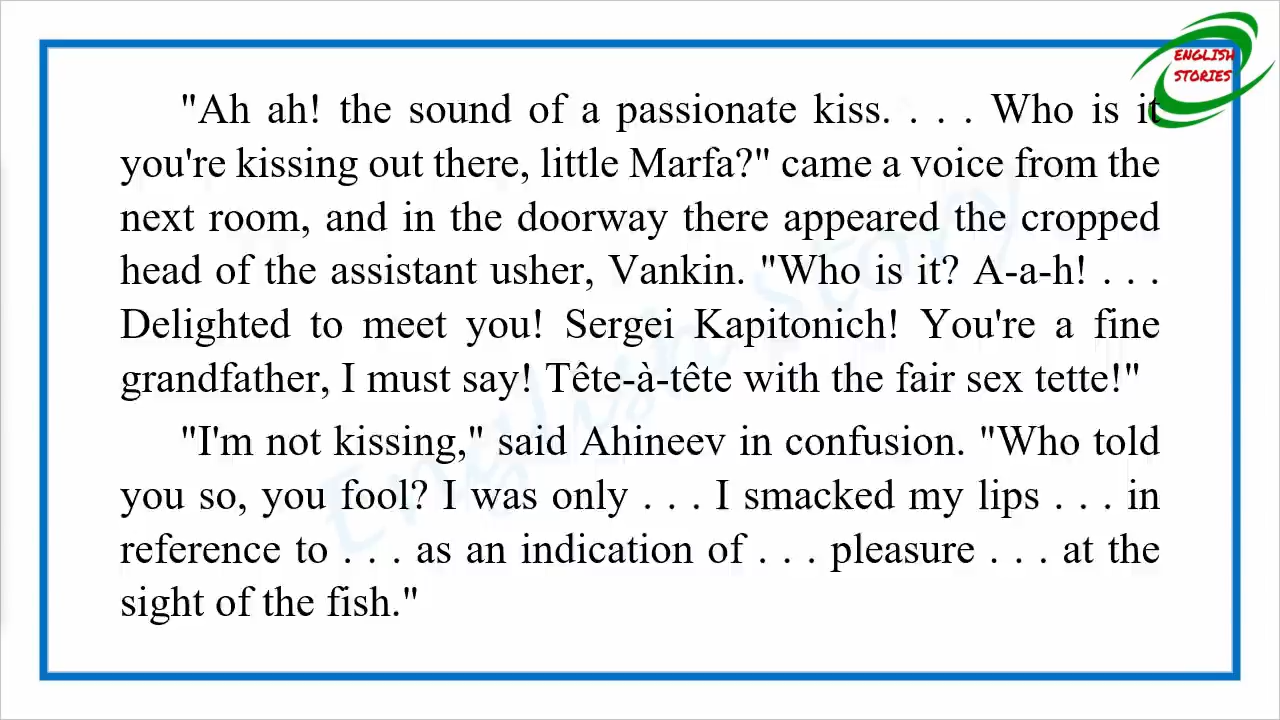 ENGLISH
STORIES
"Ah ah! the sound of a passionate kiss. . . . Who is it
you're kissing out there, little Marfa?" came a voice from the
next room, and in the doorway there appeared the cropped
head of the assistant usher, Vankin. "Who is it? A-a-h! . . .
Delighted to meet you! Sergei Kapitonich! You're a fine
grandfather, I must say! Tête-à-tête with the fair sex tette!"
"I'm not kissing," said Ahineev in confusion. "Who told
you so, you fool? I was only . . . I smacked my lips . . . in
reference to . . . as an indication of . . . pleasure . . . at the
sight of the fish."
English Story